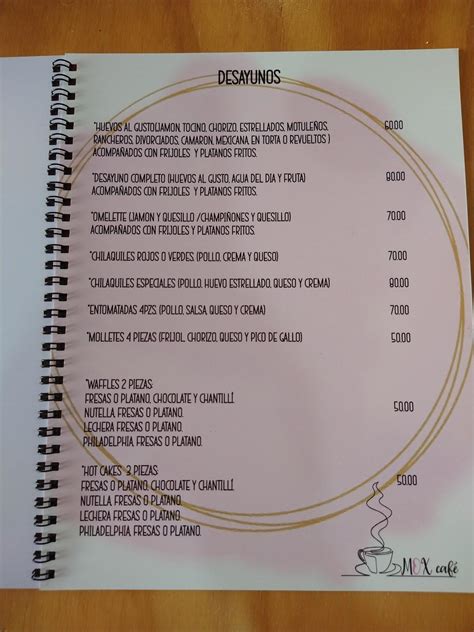 DESAYUNOS
*HUEVOS AL GUSTO(JAMON, TOCINO, CHORIZO, ESTRELLADOS, MOTULEÑOS, 60.00
RANCHEROS, DIVORCIADOS, CAMARON, MEXICANA, EN TORTA O REVUELTOS )
ACOMPAÑADOS CON FRIJOLES Y PLATANOS FRITOS.
*DESAYUNO COMPLETO (HUEVOS AL GUSTO, AGUA DEL DIA Y FRUTA) 80.00
ACOMPAÑADOS CON FRIJOLES Y PLATANOS FRITOS.
*OMELETTE (JAMON Y QUESILLO /CHAMPIÑONES Y QUESILLO) 70.00
ACOMPAÑADOS CON FRIJOLES Y PLATANOS FRITOS.
*CHILAQUILES ROJOS O VERDES. (POLLO, CREMA Y QUESO) 70.00
*CHILAQUILES ESPECIALES (POLLO, HUEVO ESTRELLADO, QUESO Y CREMA) 80.00
*ENTOMATADAS 4PZS. (POLLO, SALSA, QUESO Y CREMA) 70.00
*MOLLETES 4 PIEZAS (FRIJOL, CHORIZO, QUESO Y PICO DE GALLO) 50.00
*WAFFLES 2 PIEZAS
FRESAS O PLATANO, CHOCOLATE Y CHANTILLÍ.
NUTELLA FRESAS O PLATANO. 50.00
LECHERA FRESAS O PLATANO.
PHILADELPHIA, FRESAS O PLATANO.
*HOT CAKES 3 PIEZAS
FRESAS O PLATANO, CHOCOLATE Y CHANTILLÍ. 50.00
NUTELLA FRESAS O PLATANO.
LECHERA FRESAS O PLATANO.
PHILADELPHIA, FRESAS O PLATANO.
MOX café